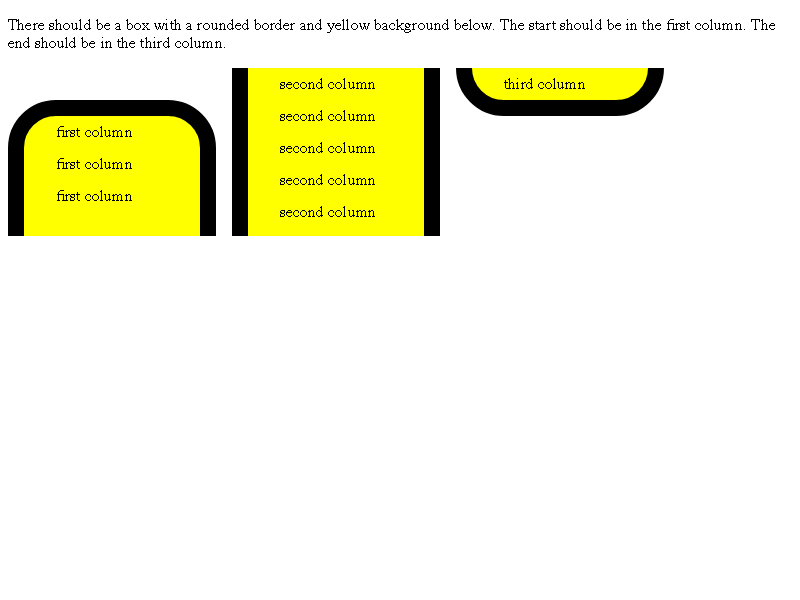 There should be a box with a rounded border and yellow background below. The start should be in the first column. The
end should be in the third column.
first column
first column
first column
second column
second column
second column
second column
second column
third column